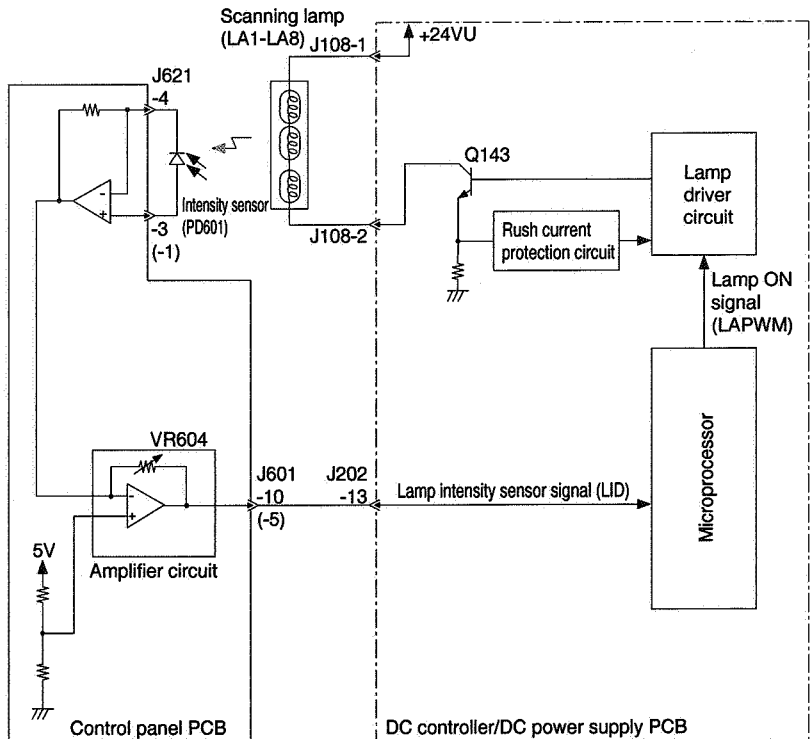 Scanning lamp
(LA1-LA8)
J108-1
+24VU
J621
-4
Q143
Lamp
driver
circuit
Intensity sensor
(PD601)
-3
(-1)
J108-2
Rush current
protection circuit
Lamp ON
signal
(LAPWM)
Microprocessor
VR604
J601
J202
-10
-13
(-5)
Lamp intensity sensor signal (LID)
-
+
-
+
5V
Amplifier circuit
Control panel PCB
DC controller/DC power supply PCB